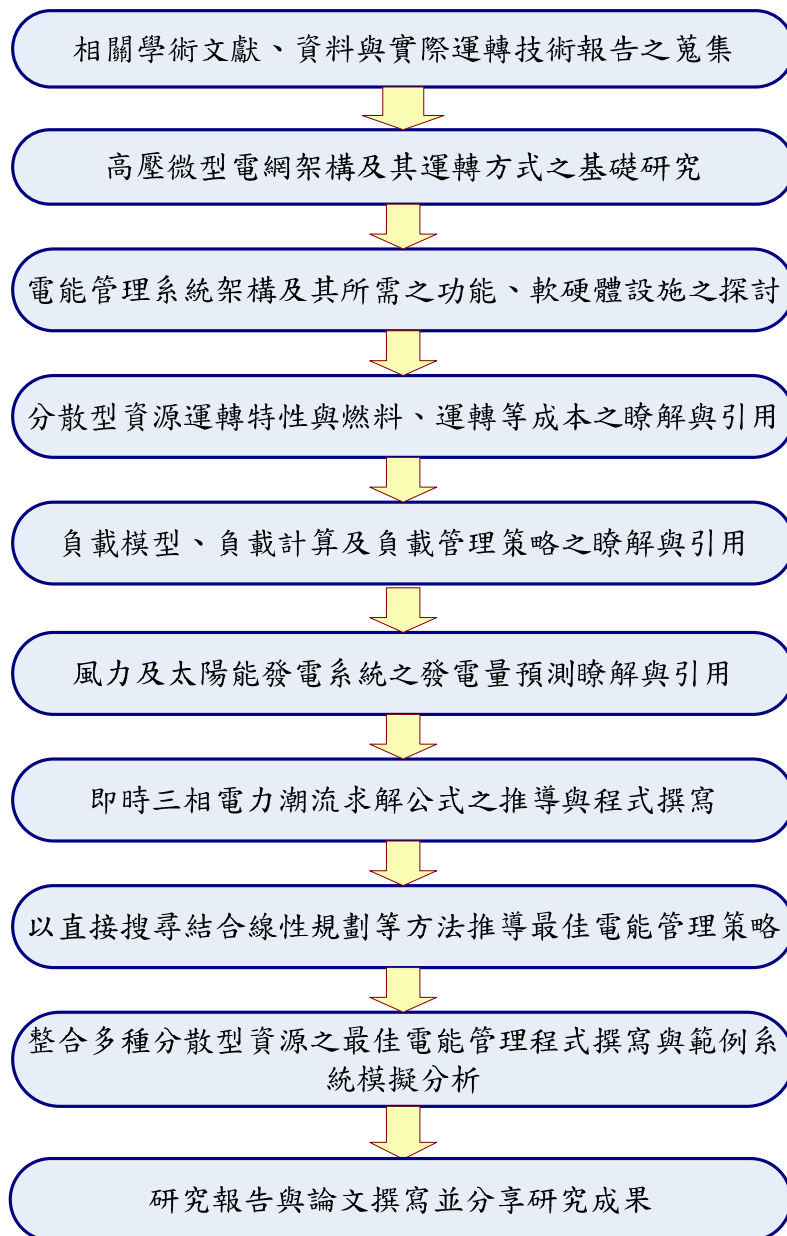 相關學術文獻、資料與實際運轉技術報告之蒐集
高壓微型電網架構及其運轉方式之基礎研究
電能管理系統架構及其所需之功能、軟硬體設施之探討
分散型資源運轉特性與燃料、運轉等成本之瞭解與引用
負載模型、負載計算及負載管理策略之瞭解與引用
風力及太陽能發電系統之發電量預測瞭解與引用
即時三相電力潮流求解公式之推導與程式撰寫
以直接搜尋結合線性規劃等方法推導最佳電能管理策略
整合多種分散型資源之最佳電能管理程式撰寫與範例系
統模擬分析
研究報告與論文撰寫並分享研究成果